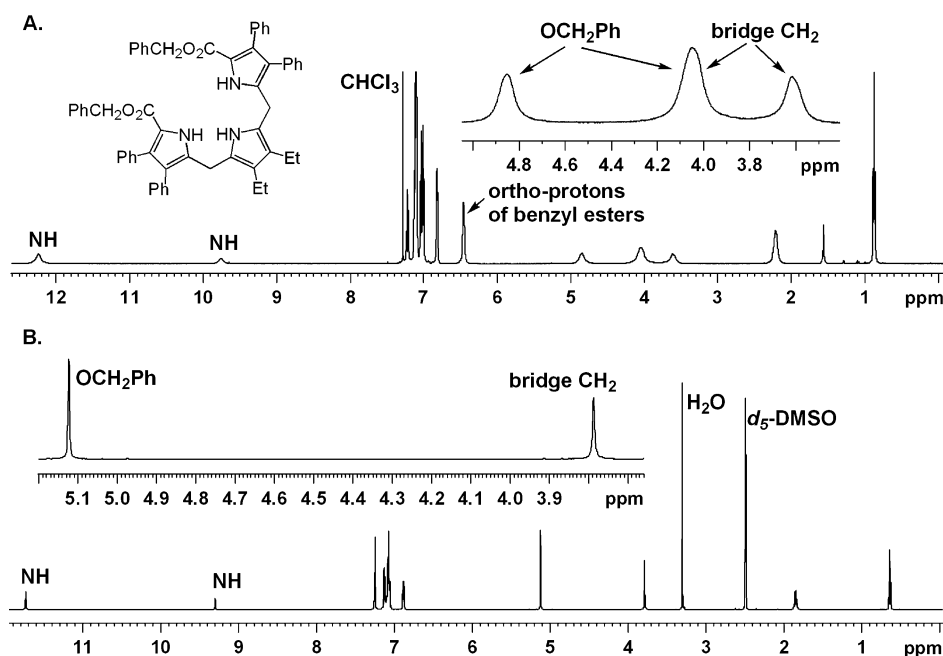 A.
Ph
PhCH2O2C
Ph
HN
PhCH2O2C
NH
HN
Ph
Et
Ph
Et
CHCl3
OCH2Ph
bridge CH2
4.8 4.6 4.4 4.2 4.0 3.8 ppm
ortho-protons
of benzyl esters
NH
NH
12 11 10 9 8 7 6 5 4 3 2 1 ppm
B.
OCH2Ph
bridge CH2
H2O
d5-DMSO
5.1 5.0 4.9 4.8 4.7 4.6 4.5 4.4 4.3 4.2 4.1 4.0 3.9 ppm
NH
NH
11 10 9 8 7 6 5 4 3 2 1 ppm